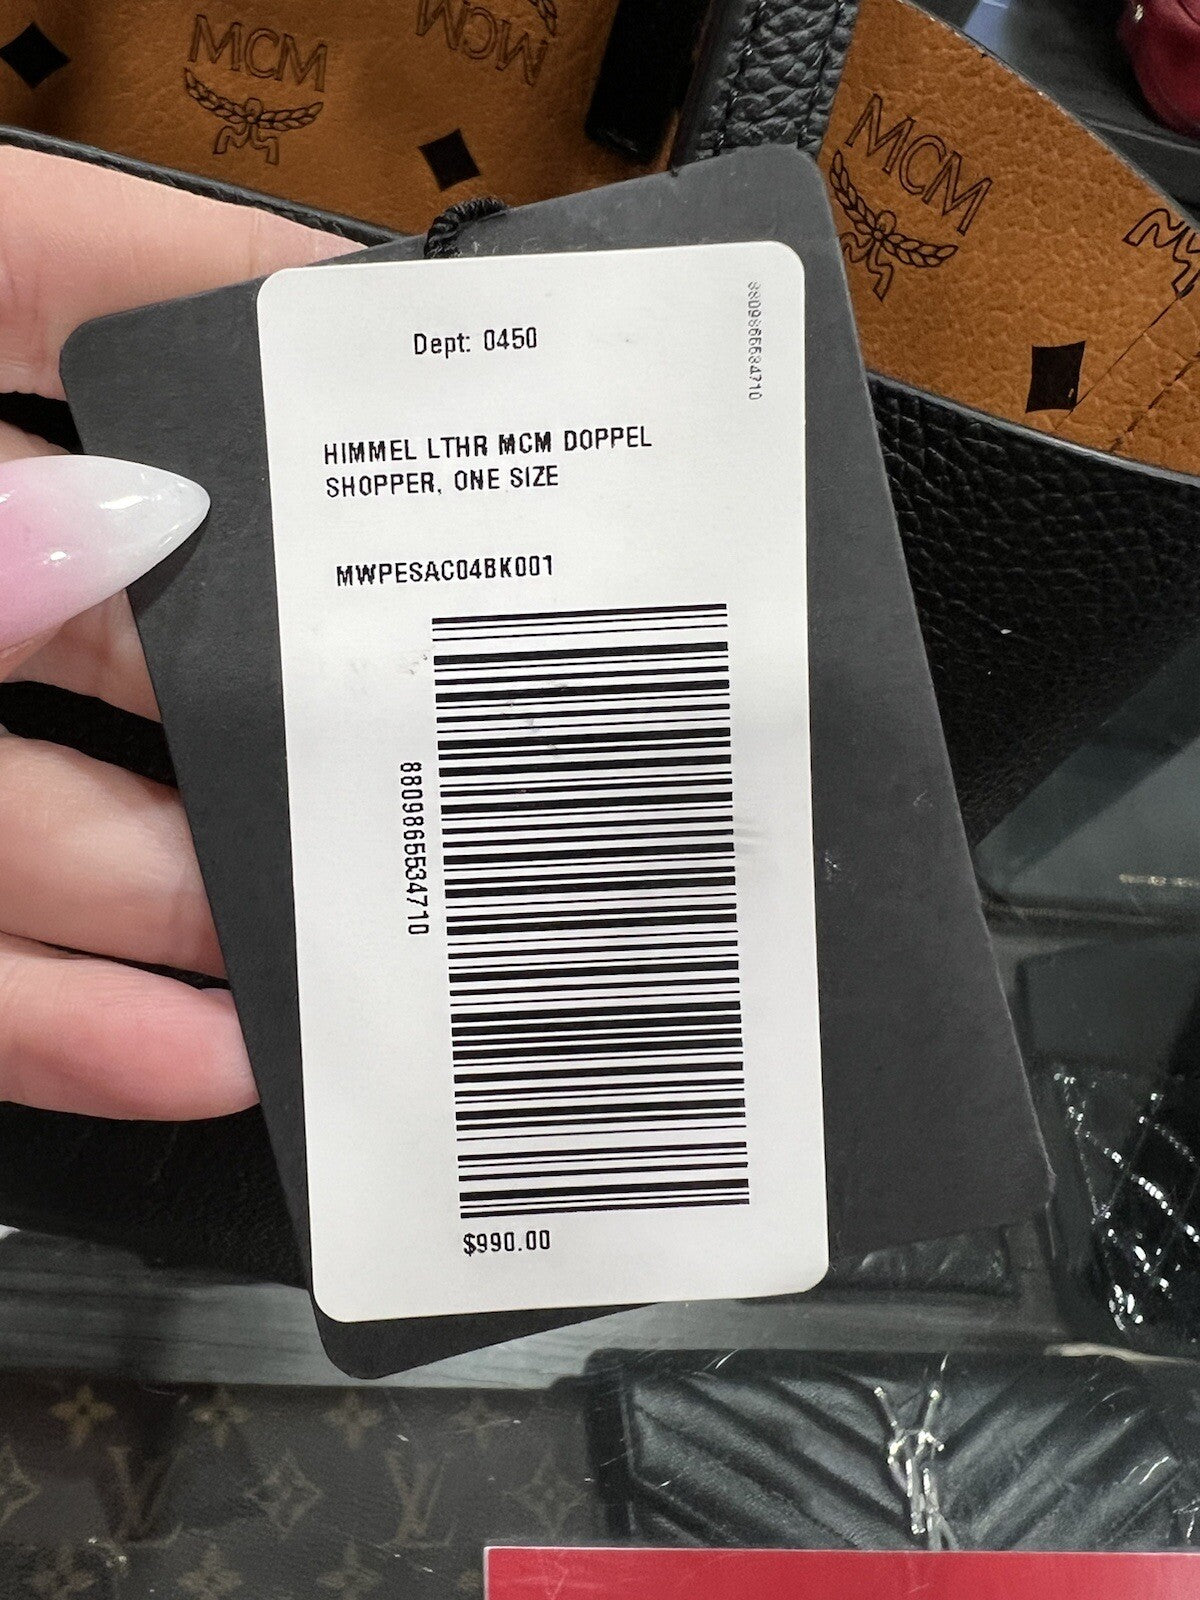 MCM
MCM
MCM
Dept: 0450
8809865534710
HIMMEL LTHR MCM DOPPEL
SHOPPER, ONE SIZE
MWPESAC04BK001
8809865534710
$990.00